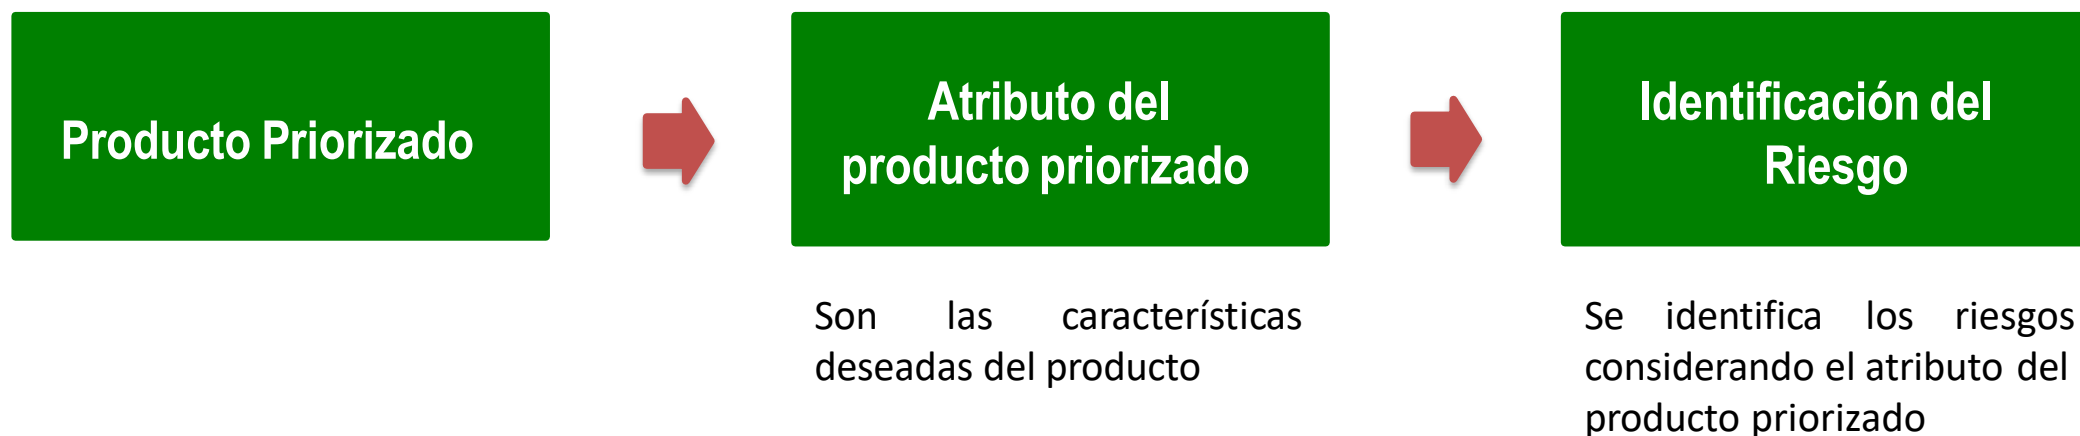 Producto Priorizado
Atributo del
producto priorizado
Identificación del
Riesgo
Son las características
deseadas del producto
Se identifica los riesgos
considerando el atributo del
producto priorizado